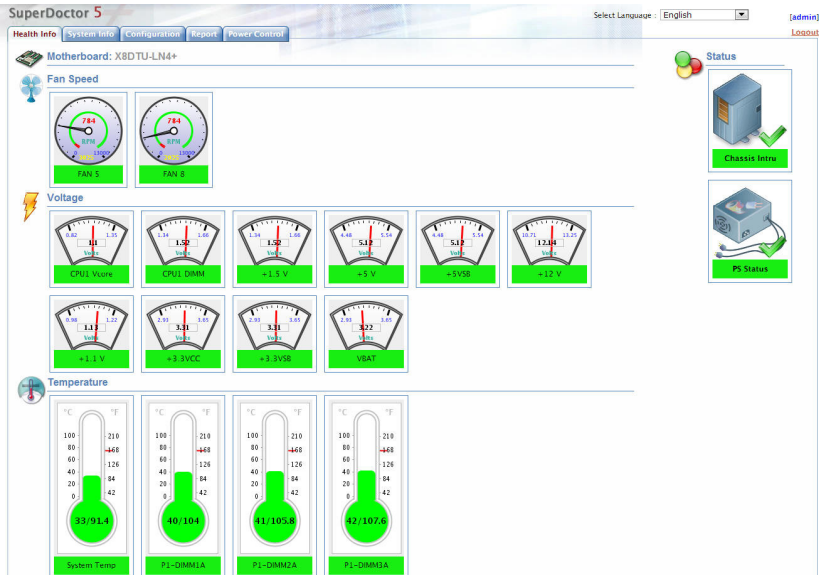 SuperDoctor 5
Select Language : English
[admin]
Health Info System Info Configuration Report Power Control
Logout
Motherboard: X8DTU-LN4+
Status
Fan Speed
784 784
RPM RPM
0 0
FAN 5 FAN 8
Chassis Intru
Voltage
0.82 1.35 1.34 1.66 1.34 1.66 4.48 5.54 4.48 5.54 10.71 13.25
1.1 1.52 1.52 5.12 5.12 12.14
Volts Volts Volts Volts Volts Volts
CPU1 Vcore CPU1 DIMM +1.5 V +5 V +5VSB +12 V
PS Status
0.98 1.22 2.93 3.65 2.93 3.65 2.93 3.65
1.13 3.31 3.31 3.22
Volts Volts Volts Volts
+1.1 V +3.3VCC +3.3VSB VBAT
Temperature
°C °F °C °F °C °F °C °F
100 210 100 210 100 210 100 210
80 168 80 168 80 168 80 168
60 126 60 126 60 126 60 126
40 84 40 84 40 84 40 84
20 42 20 42 20 42 20 42
0 0 0 0
33/91.4 40/104 41/105.8 42/107.6
System Temp P1-DIMM1A P1-DIMM2A P1-DIMM3A